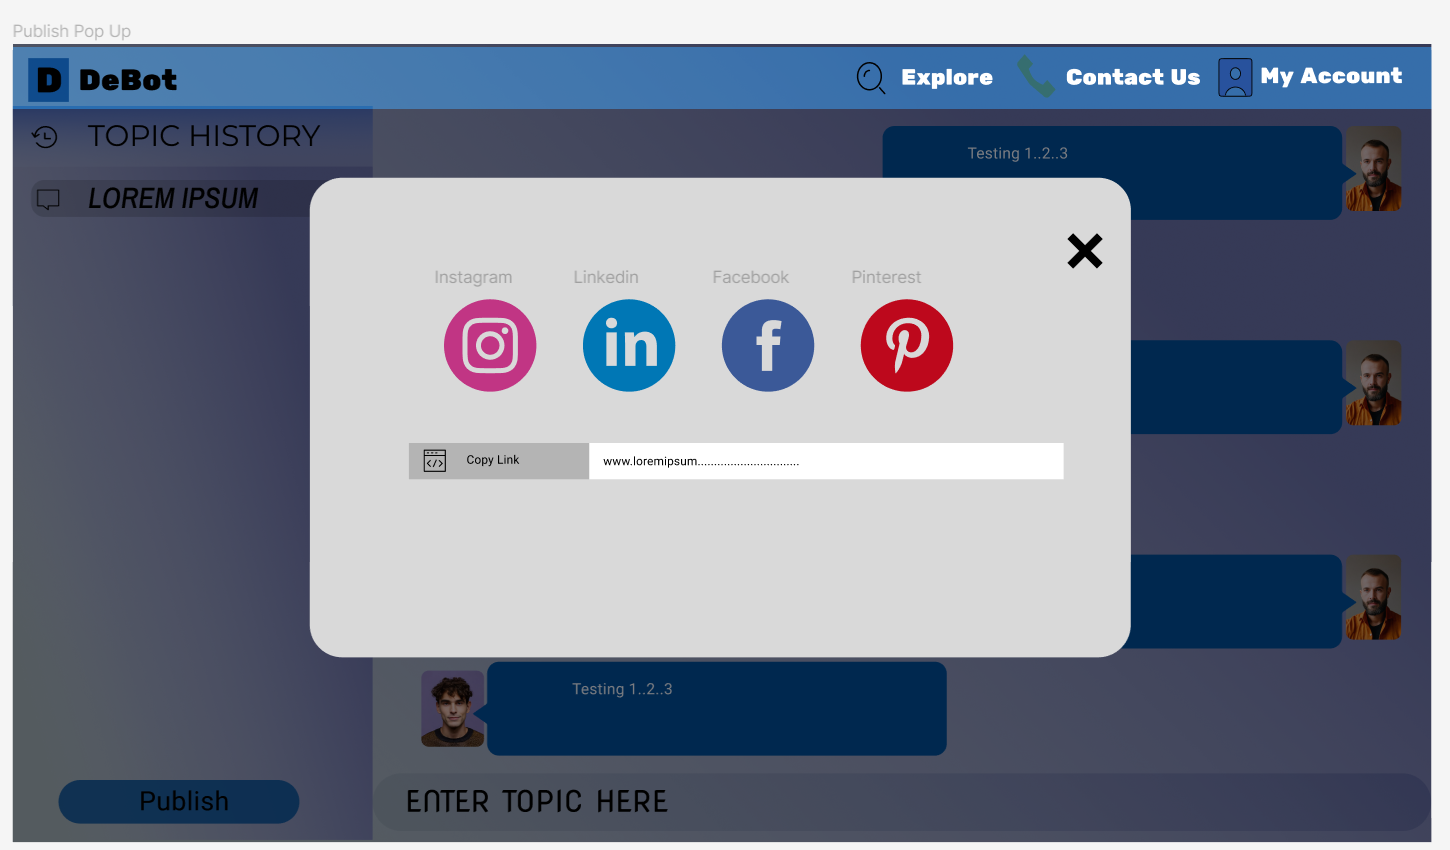 Publish Pop Up
D DeBot
Explore Contact Us My Account
TOPIC HISTORY
Testing 1..2..3
LOREM IPSUM
Instagram Linkedin Facebook Pinterest
in f
Copy Link www.loremipsum...............................
Testing 1..2..3
Publish
ENTER TOPIC HERE